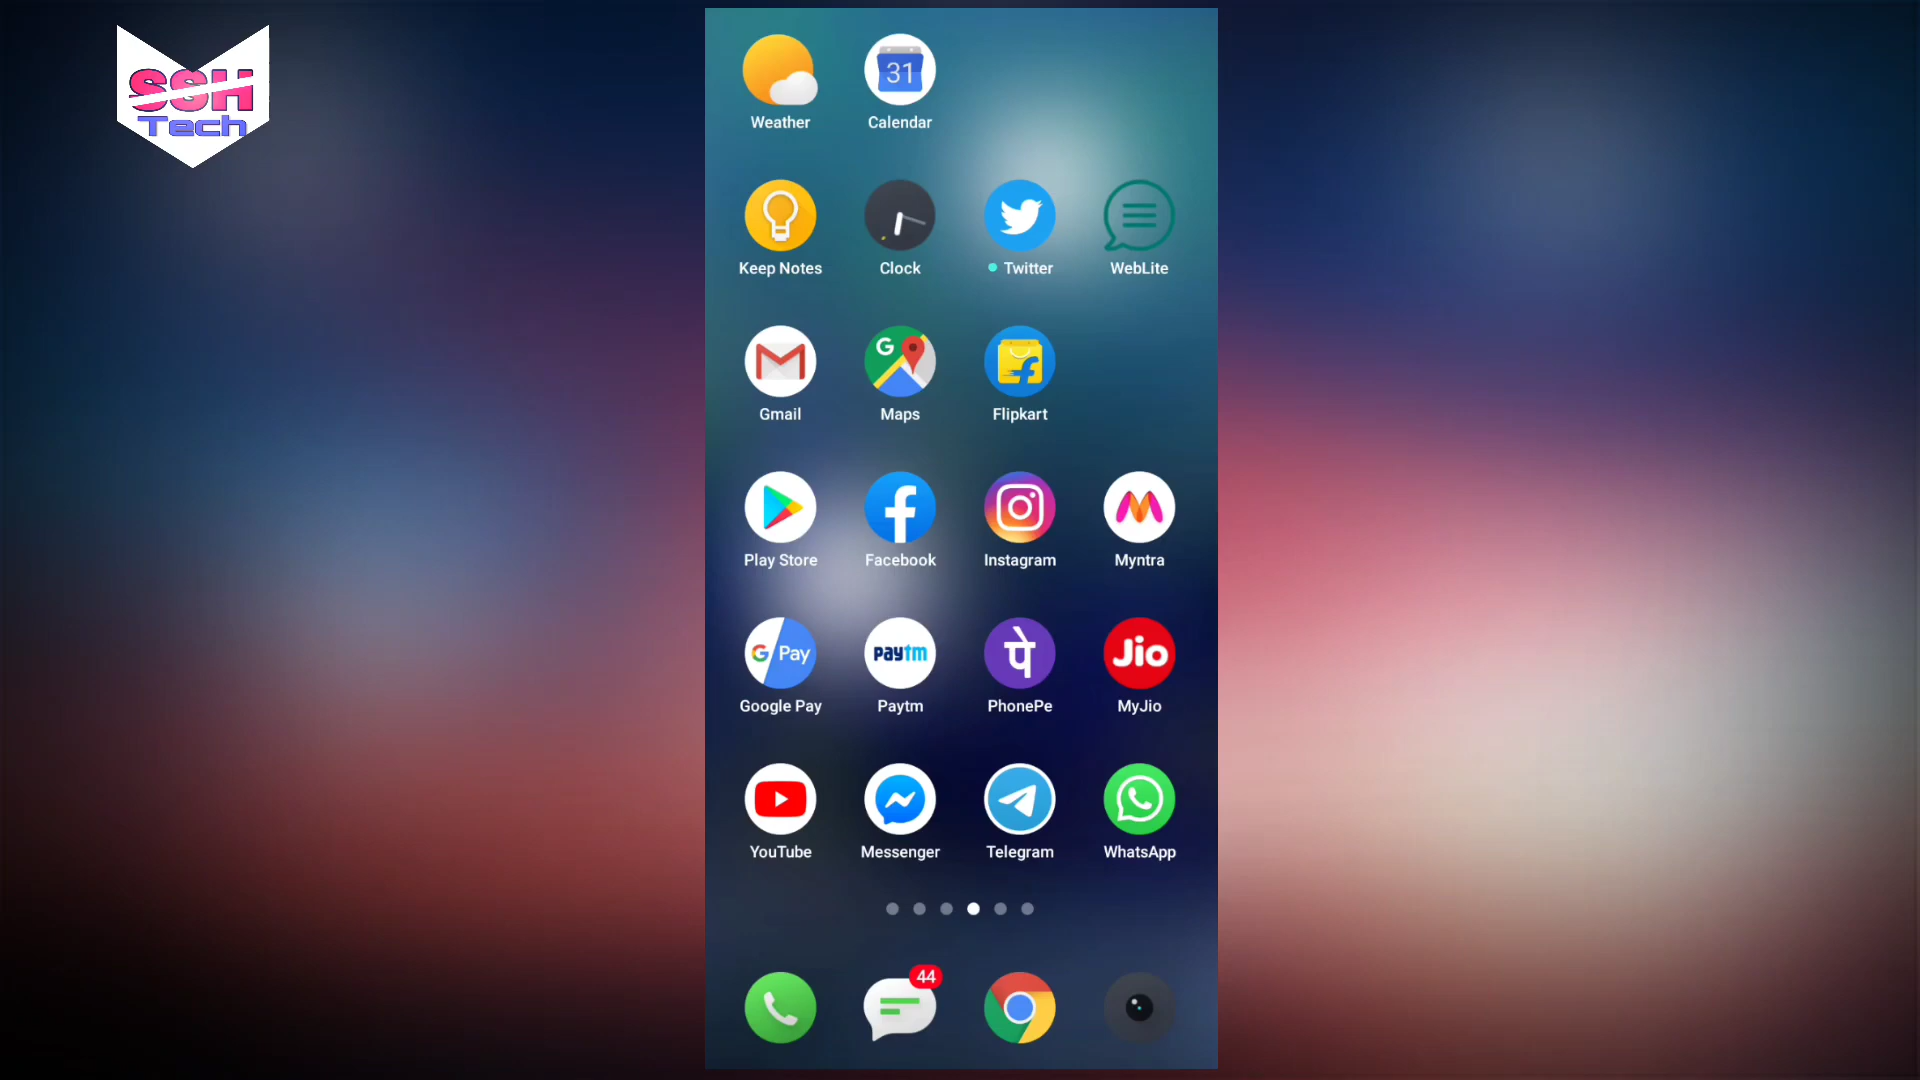 SSH
Tech
31
Weather Calendar
Keep Notes Clock Twitter WebLite
G
Gmail Maps Flipkart
Play Store Facebook Instagram Myntra
G Pay paytm पे Jio
Google Pay Paytm PhonePe MyJio
YouTube Messenger Telegram WhatsApp
44